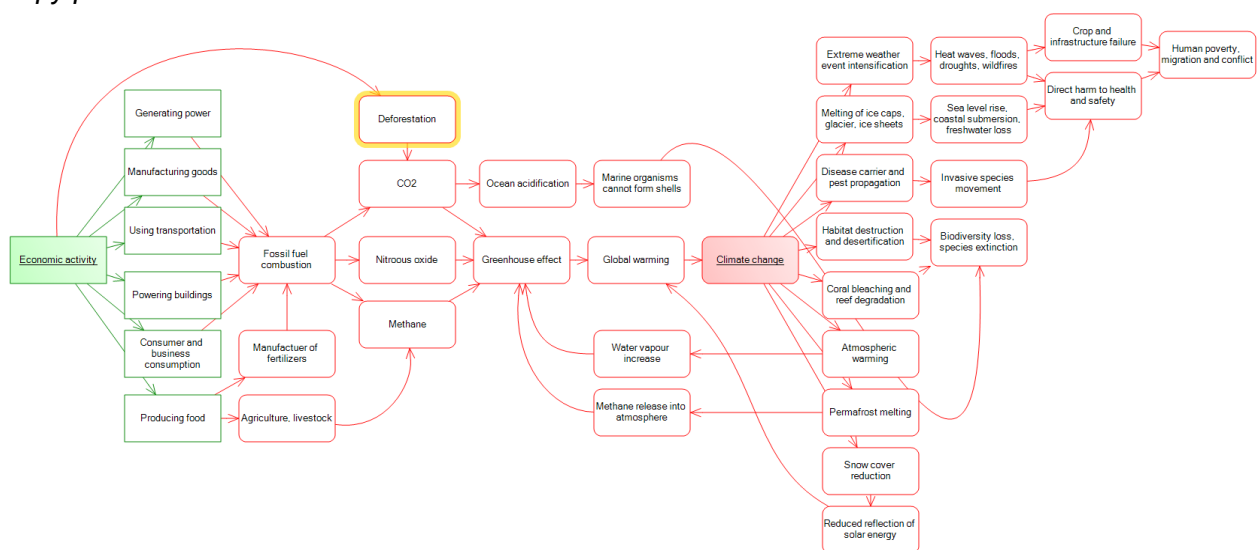 Crop and
infrastructure failure
Extreme weather
event intensification
Heat waves, floods,
droughts, wildfires
Human poverty,
migration and conflict
Direct harm to health
and safety
Generating power
Deforestation
Melting of ice caps,
glacier, ice sheets
Sea level rise,
coastal submersion,
freshwater loss
Manufacturing goods
CO2
Ocean acidification
Marine organisms
cannot form shells
Disease carrier and
pest propagation
Invasive species
movement
Using transportation
Habitat destruction
and desertification
Biodiversity loss,
species extinction
Economic activity
Fossil fuel
combustion
Nitrous oxide
Greenhouse effect
Global warming
Climate change
Powering buildings
Coral bleaching and
reef degradation
Methane
Consumer and
business
consumption
Manufactuer of
fertilizers
Water vapour
increase
Atmospheric
warming
Producing food
Agriculture, livestock
Methane release into
atmosphere
Permafrost melting
Snow cover
reduction
Reduced reflection of
solar energy